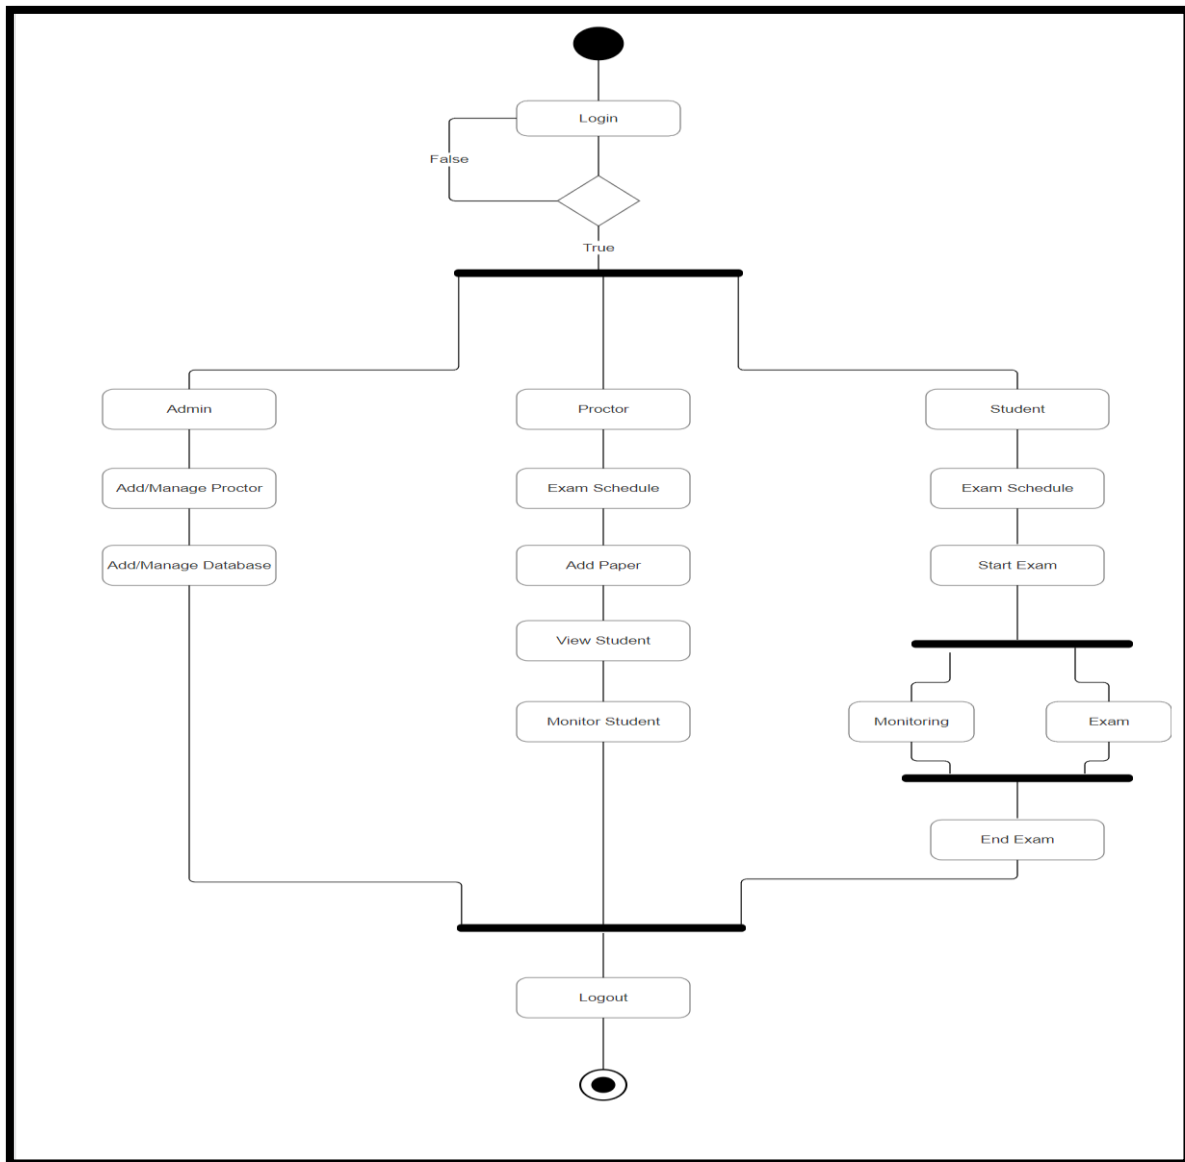 Login
False
True
Admin
Proctor
Student
Add/Manage Proctor
Exam Schedule
Exam Schedule
Add/Manage Database
Add Paper
Start Exam
View Student
Monitor Student
Monitoring
Exam
End Exam
Logout